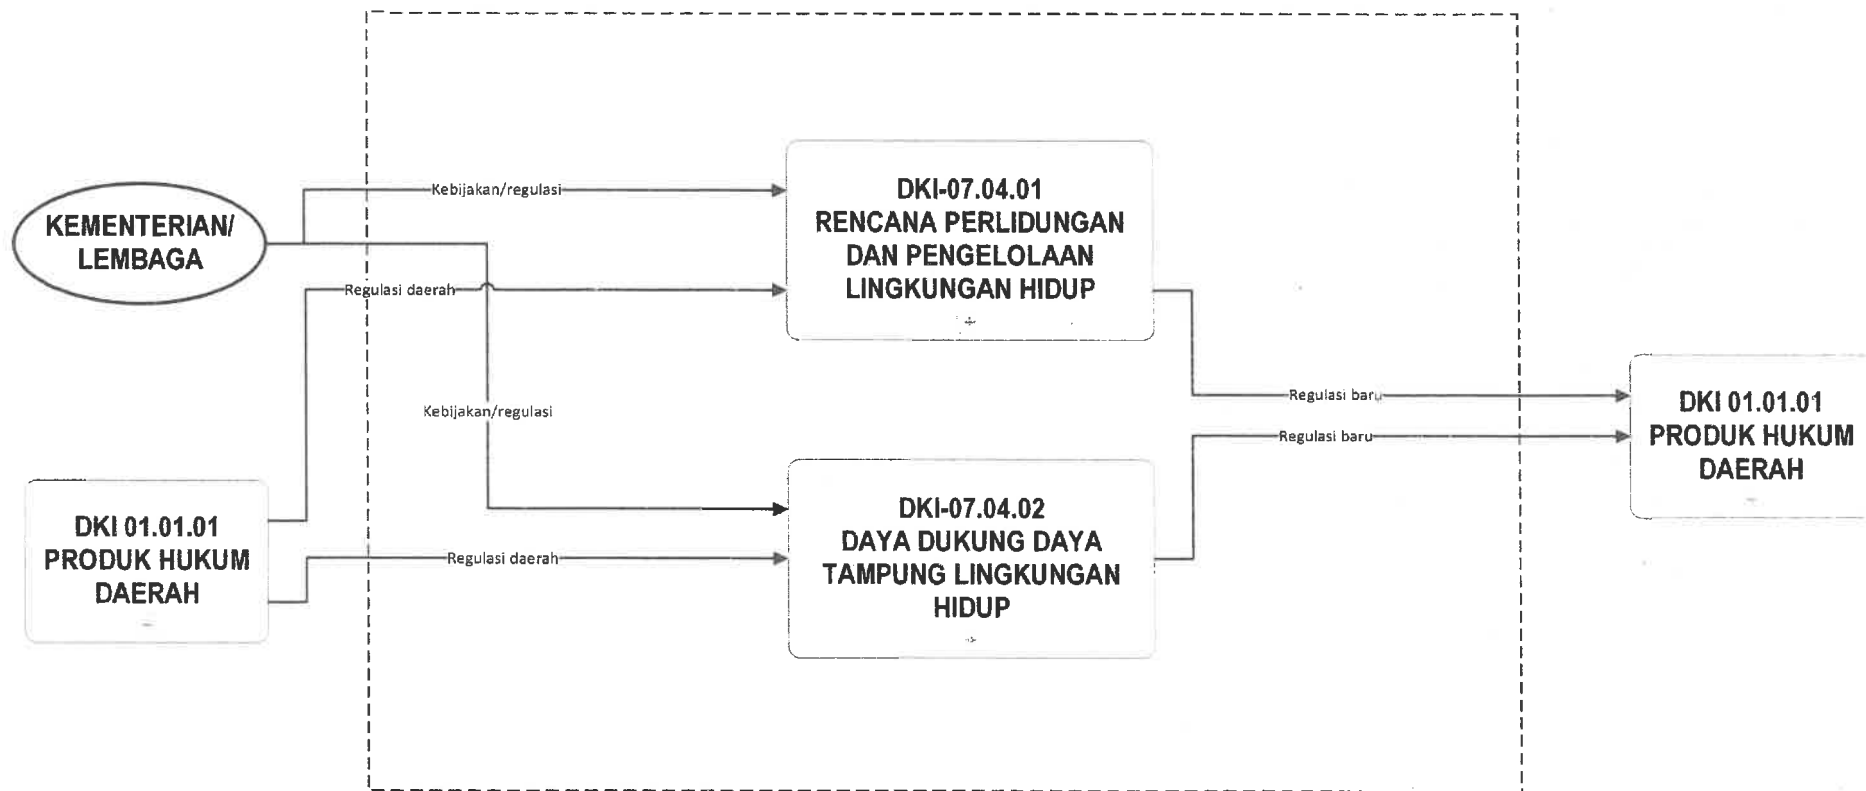 KEMENTERIAN/
LEMBAGA
Kebijakan/regulasi
Regulasi daerah
Kebijakan/regulasi
DKI 01.01.01
PRODUK HUKUM
DAERAH
Regulasi daerah
DKI-07.04.01
RENCANA PERLIDUNGAN
DAN PENGELOLAAN
LINGKUNGAN HIDUP
DKI-07.04.02
DAYA DUKUNG DAYA
TAMPUNG LINGKUNGAN
HIDUP
Regulasi baru
Regulasi baru
DKI 01.01.01
PRODUK HUKUM
DAERAH